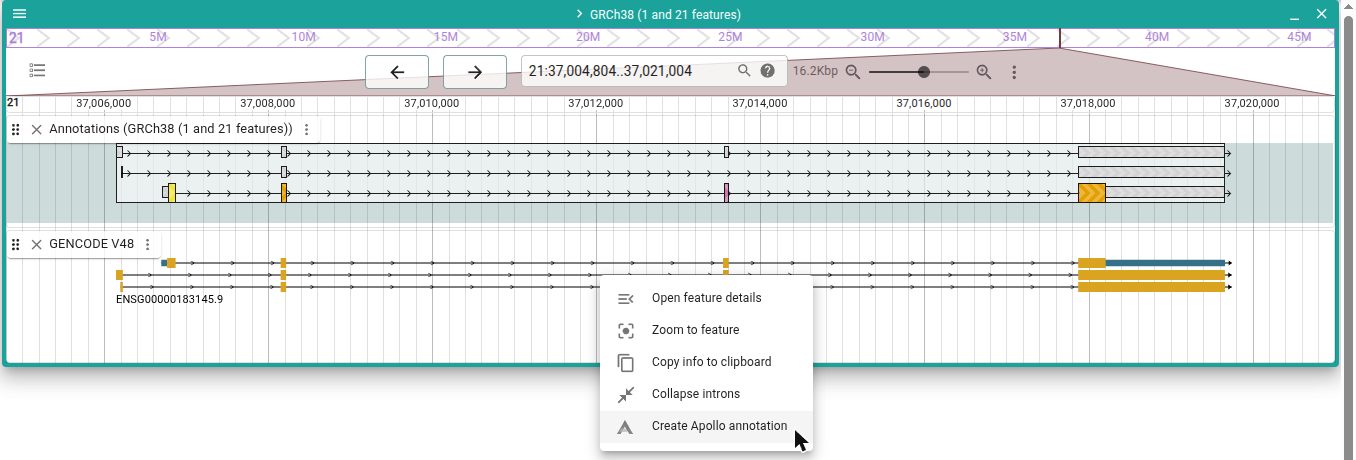 GRCh38 (1 and 21 features)
21 5M 10M 15M 20M 25M 30M 35M 40M 45M
21:37,004,804..37,021,004 16.2Kbp
21 37,006,000 37,008,000 37,010,000 37,012,000 37,014,000 37,016,000 37,018,000 37,020,000
Annotations (GRCh38 (1 and 21 features))
GENCODE V48
ENSG00000183145.9
Open feature details
Zoom to feature
Copy info to clipboard
Collapse introns
Create Apollo annotation